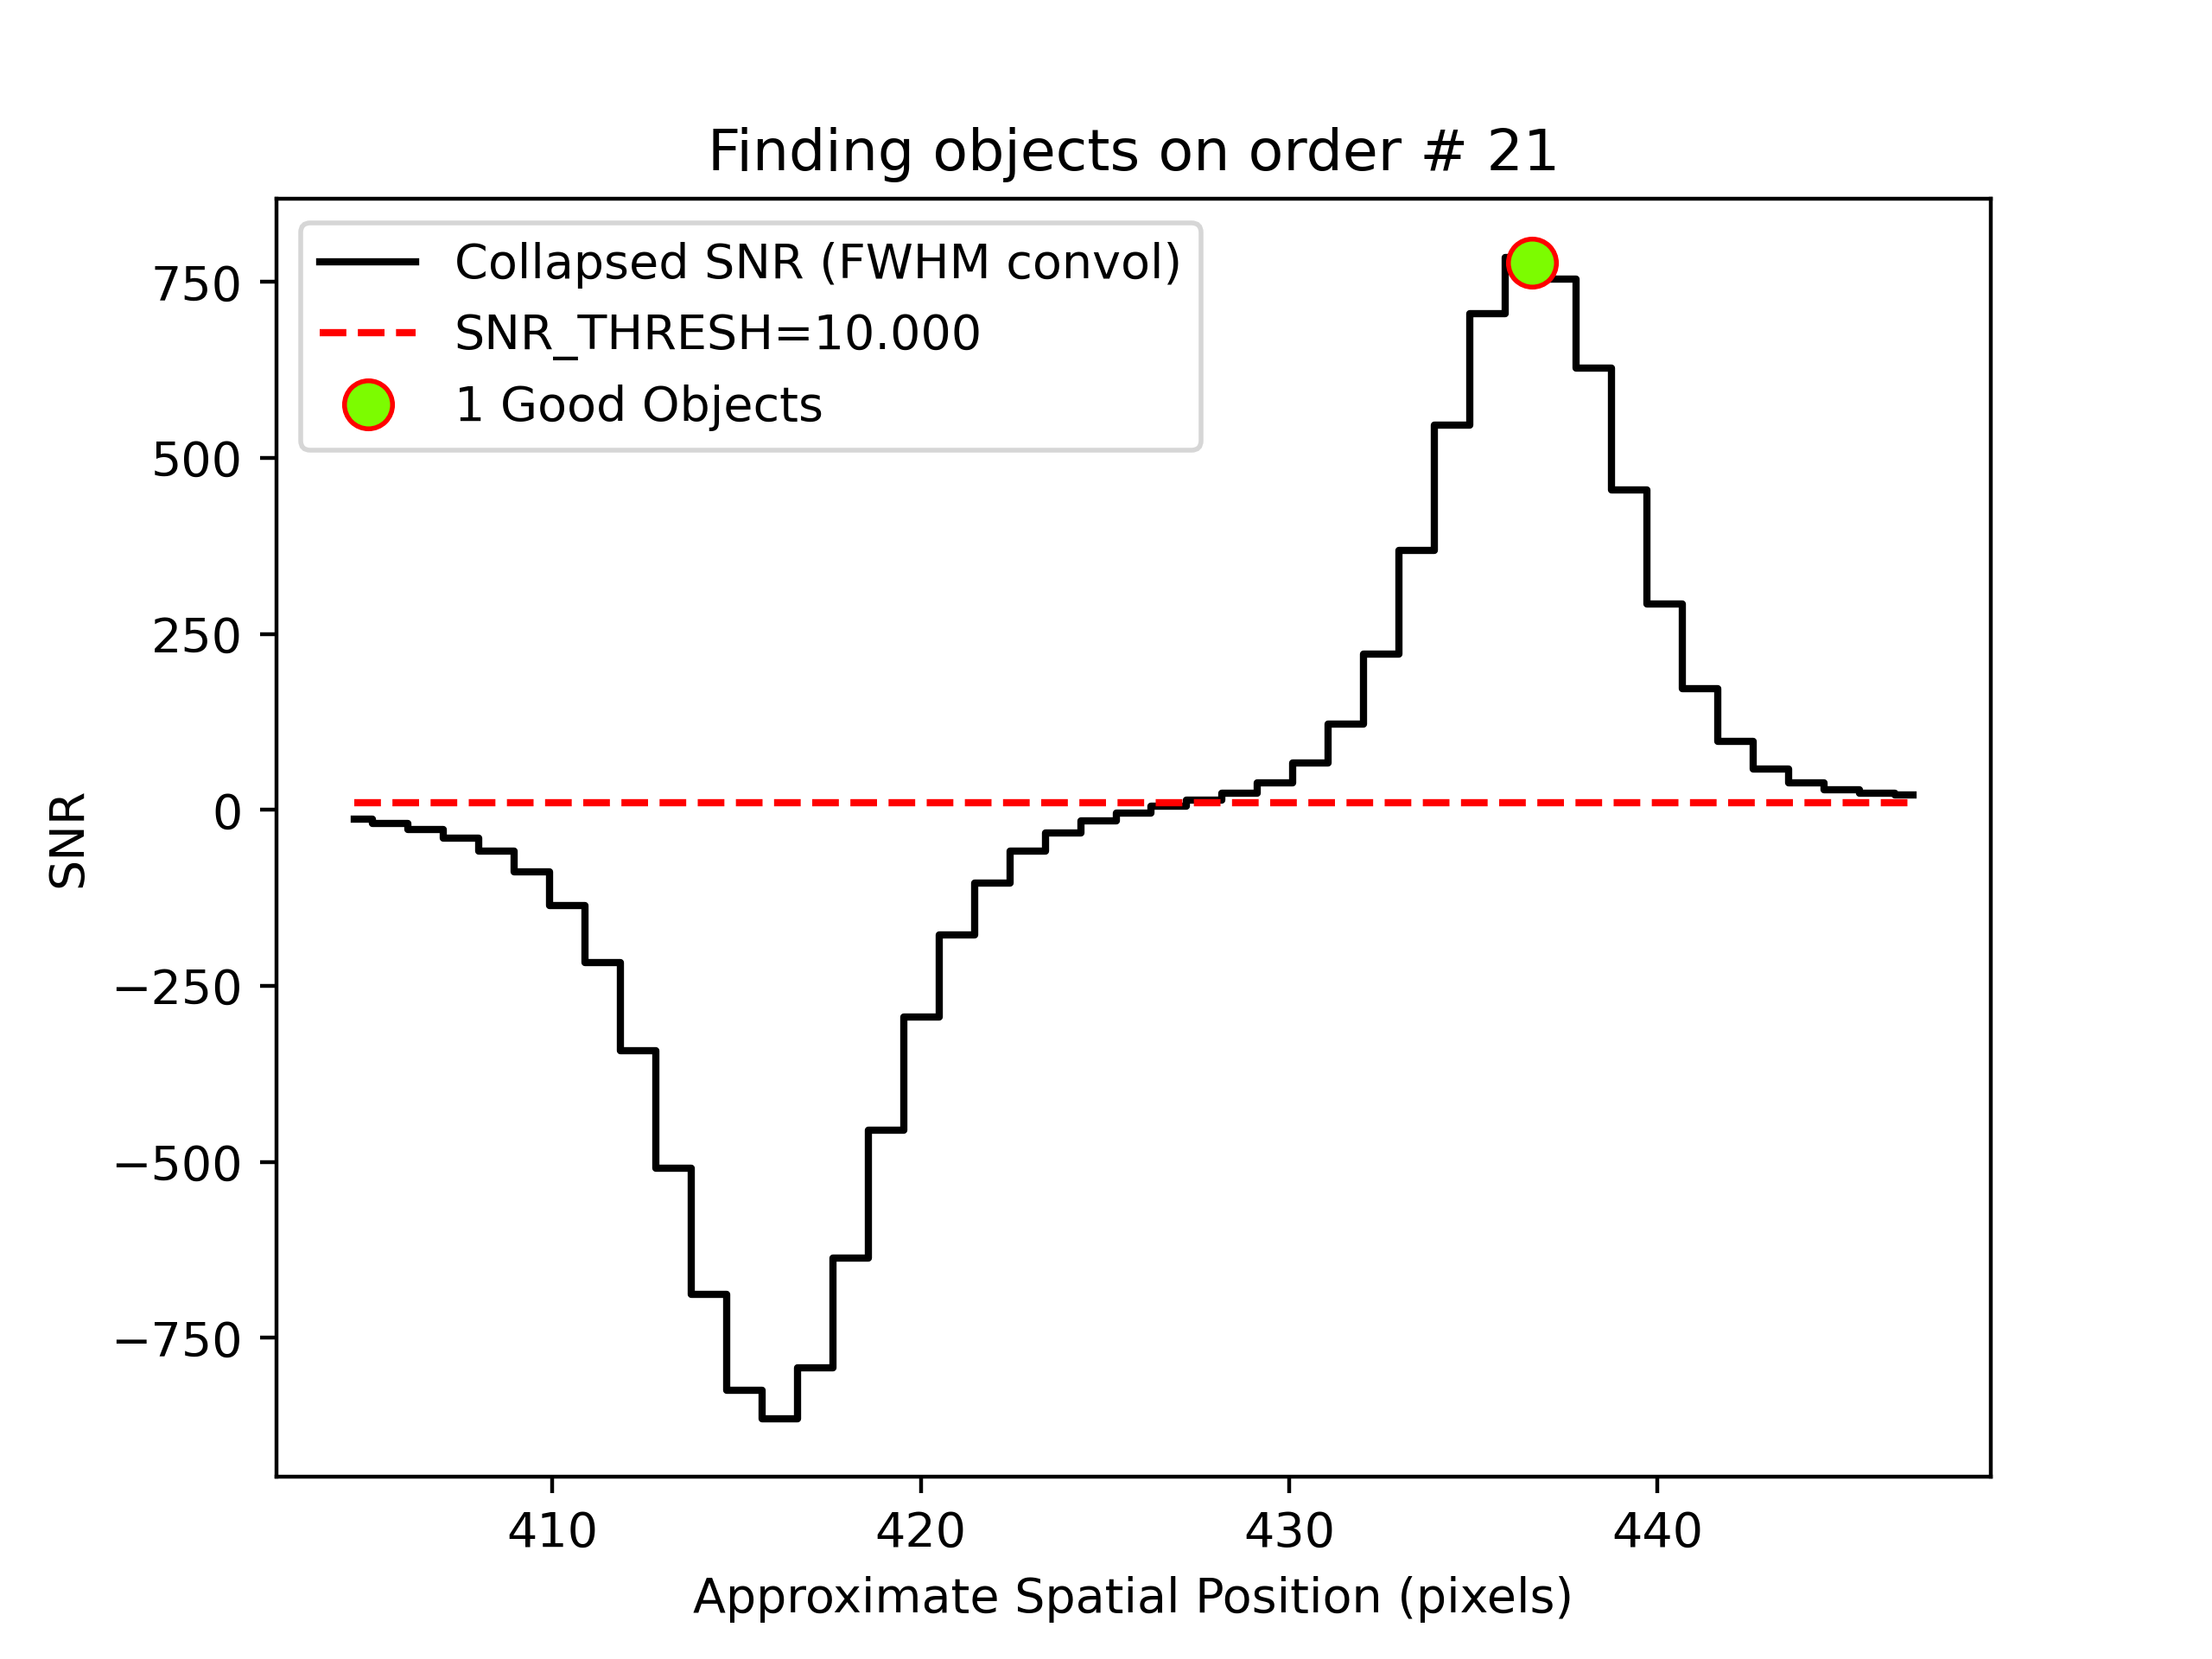 Finding objects on order # 21
Collapsed SNR (FWHM convol)
SNR_THRESH=10.000
1 Good Objects
750
500
250
0
−250
−500
−750
SNR
410 420 430 440
Approximate Spatial Position (pixels)